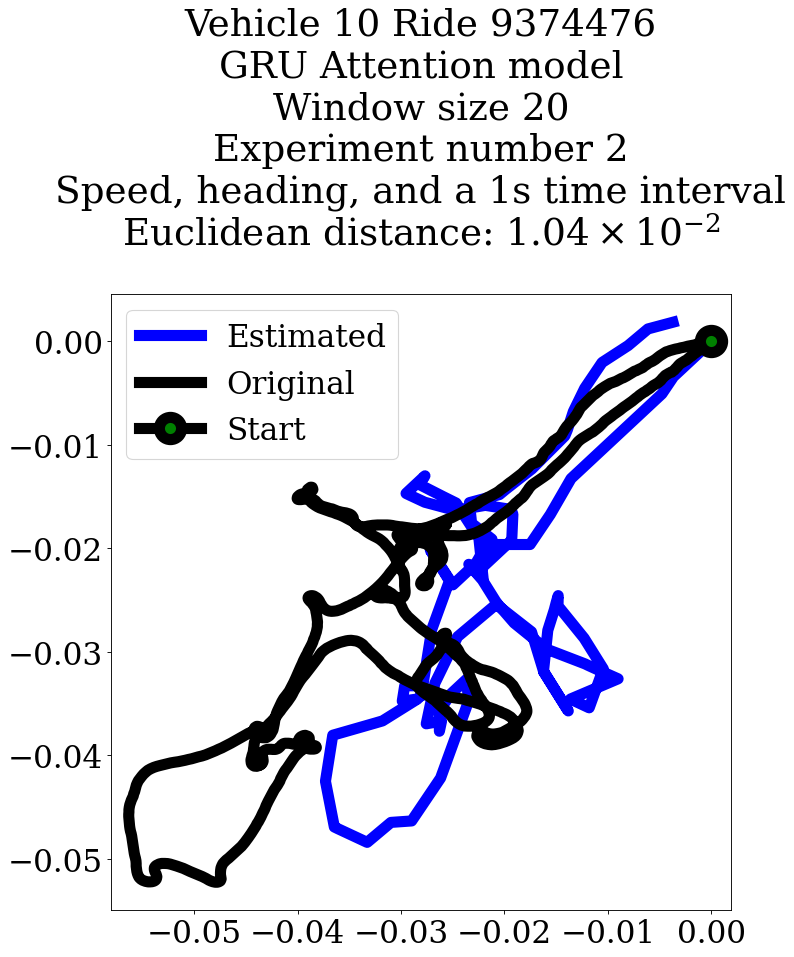 Vehicle 10 Ride 9374476
GRU Attention model
Window size 20
Experiment number 2
Speed, heading, and a 1s time interval
Euclidean distance: 1.04 × 10⁻²
Estimated
Original
Start
0.00
−0.01
−0.02
−0.03
−0.04
−0.05
−0.05 −0.04 −0.03 −0.02 −0.01 0.00